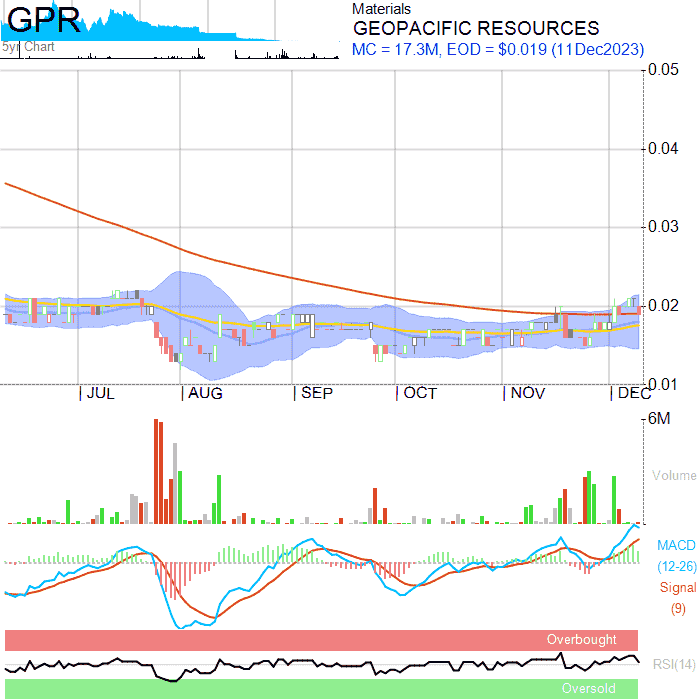 GPR
5yr Chart
Materials
GEOPACIFIC RESOURCES
MC = 17.3M, EOD = $0.019 (11Dec2023)
0.05
0.04
0.03
0.02
0.01
JUL AUG SEP OCT NOV DEC
6M
Volume
MACD
(12-26)
Signal
(9)
Overbought
RSI(14)
Oversold